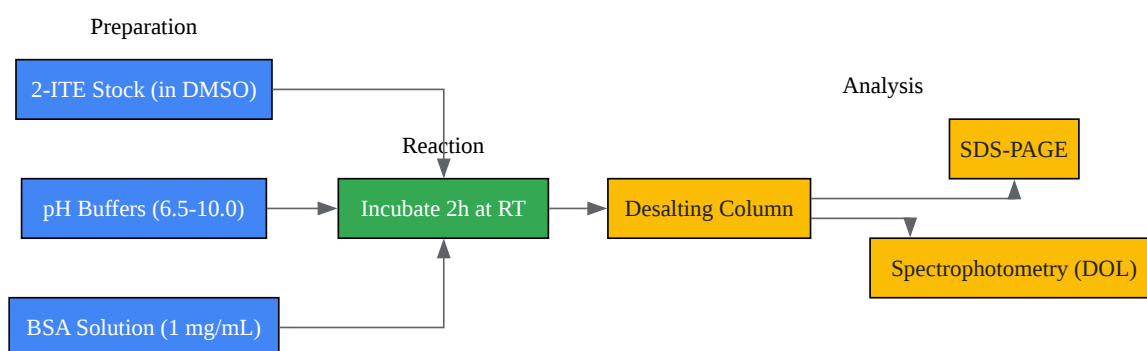 Preparation
2-ITE Stock (in DMSO)
pH Buffers (6.5-10.0)
BSA Solution (1 mg/mL)
Reaction
Incubate 2h at RT
Desalting Column
Analysis
SDS-PAGE
Spectrophotometry (DOL)